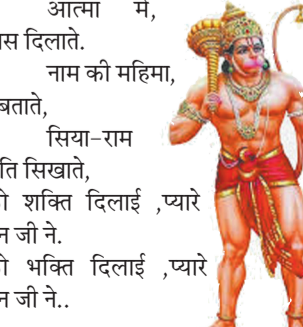 आत्मा में,
स दिलाते.
नाम की महिमा,
बताते,
सिया-राम
ति सिखाते,
शक्ति दिलाई ,प्यारे
न जी ने.
भक्ति दिलाई ,प्यारे
न जी ने..